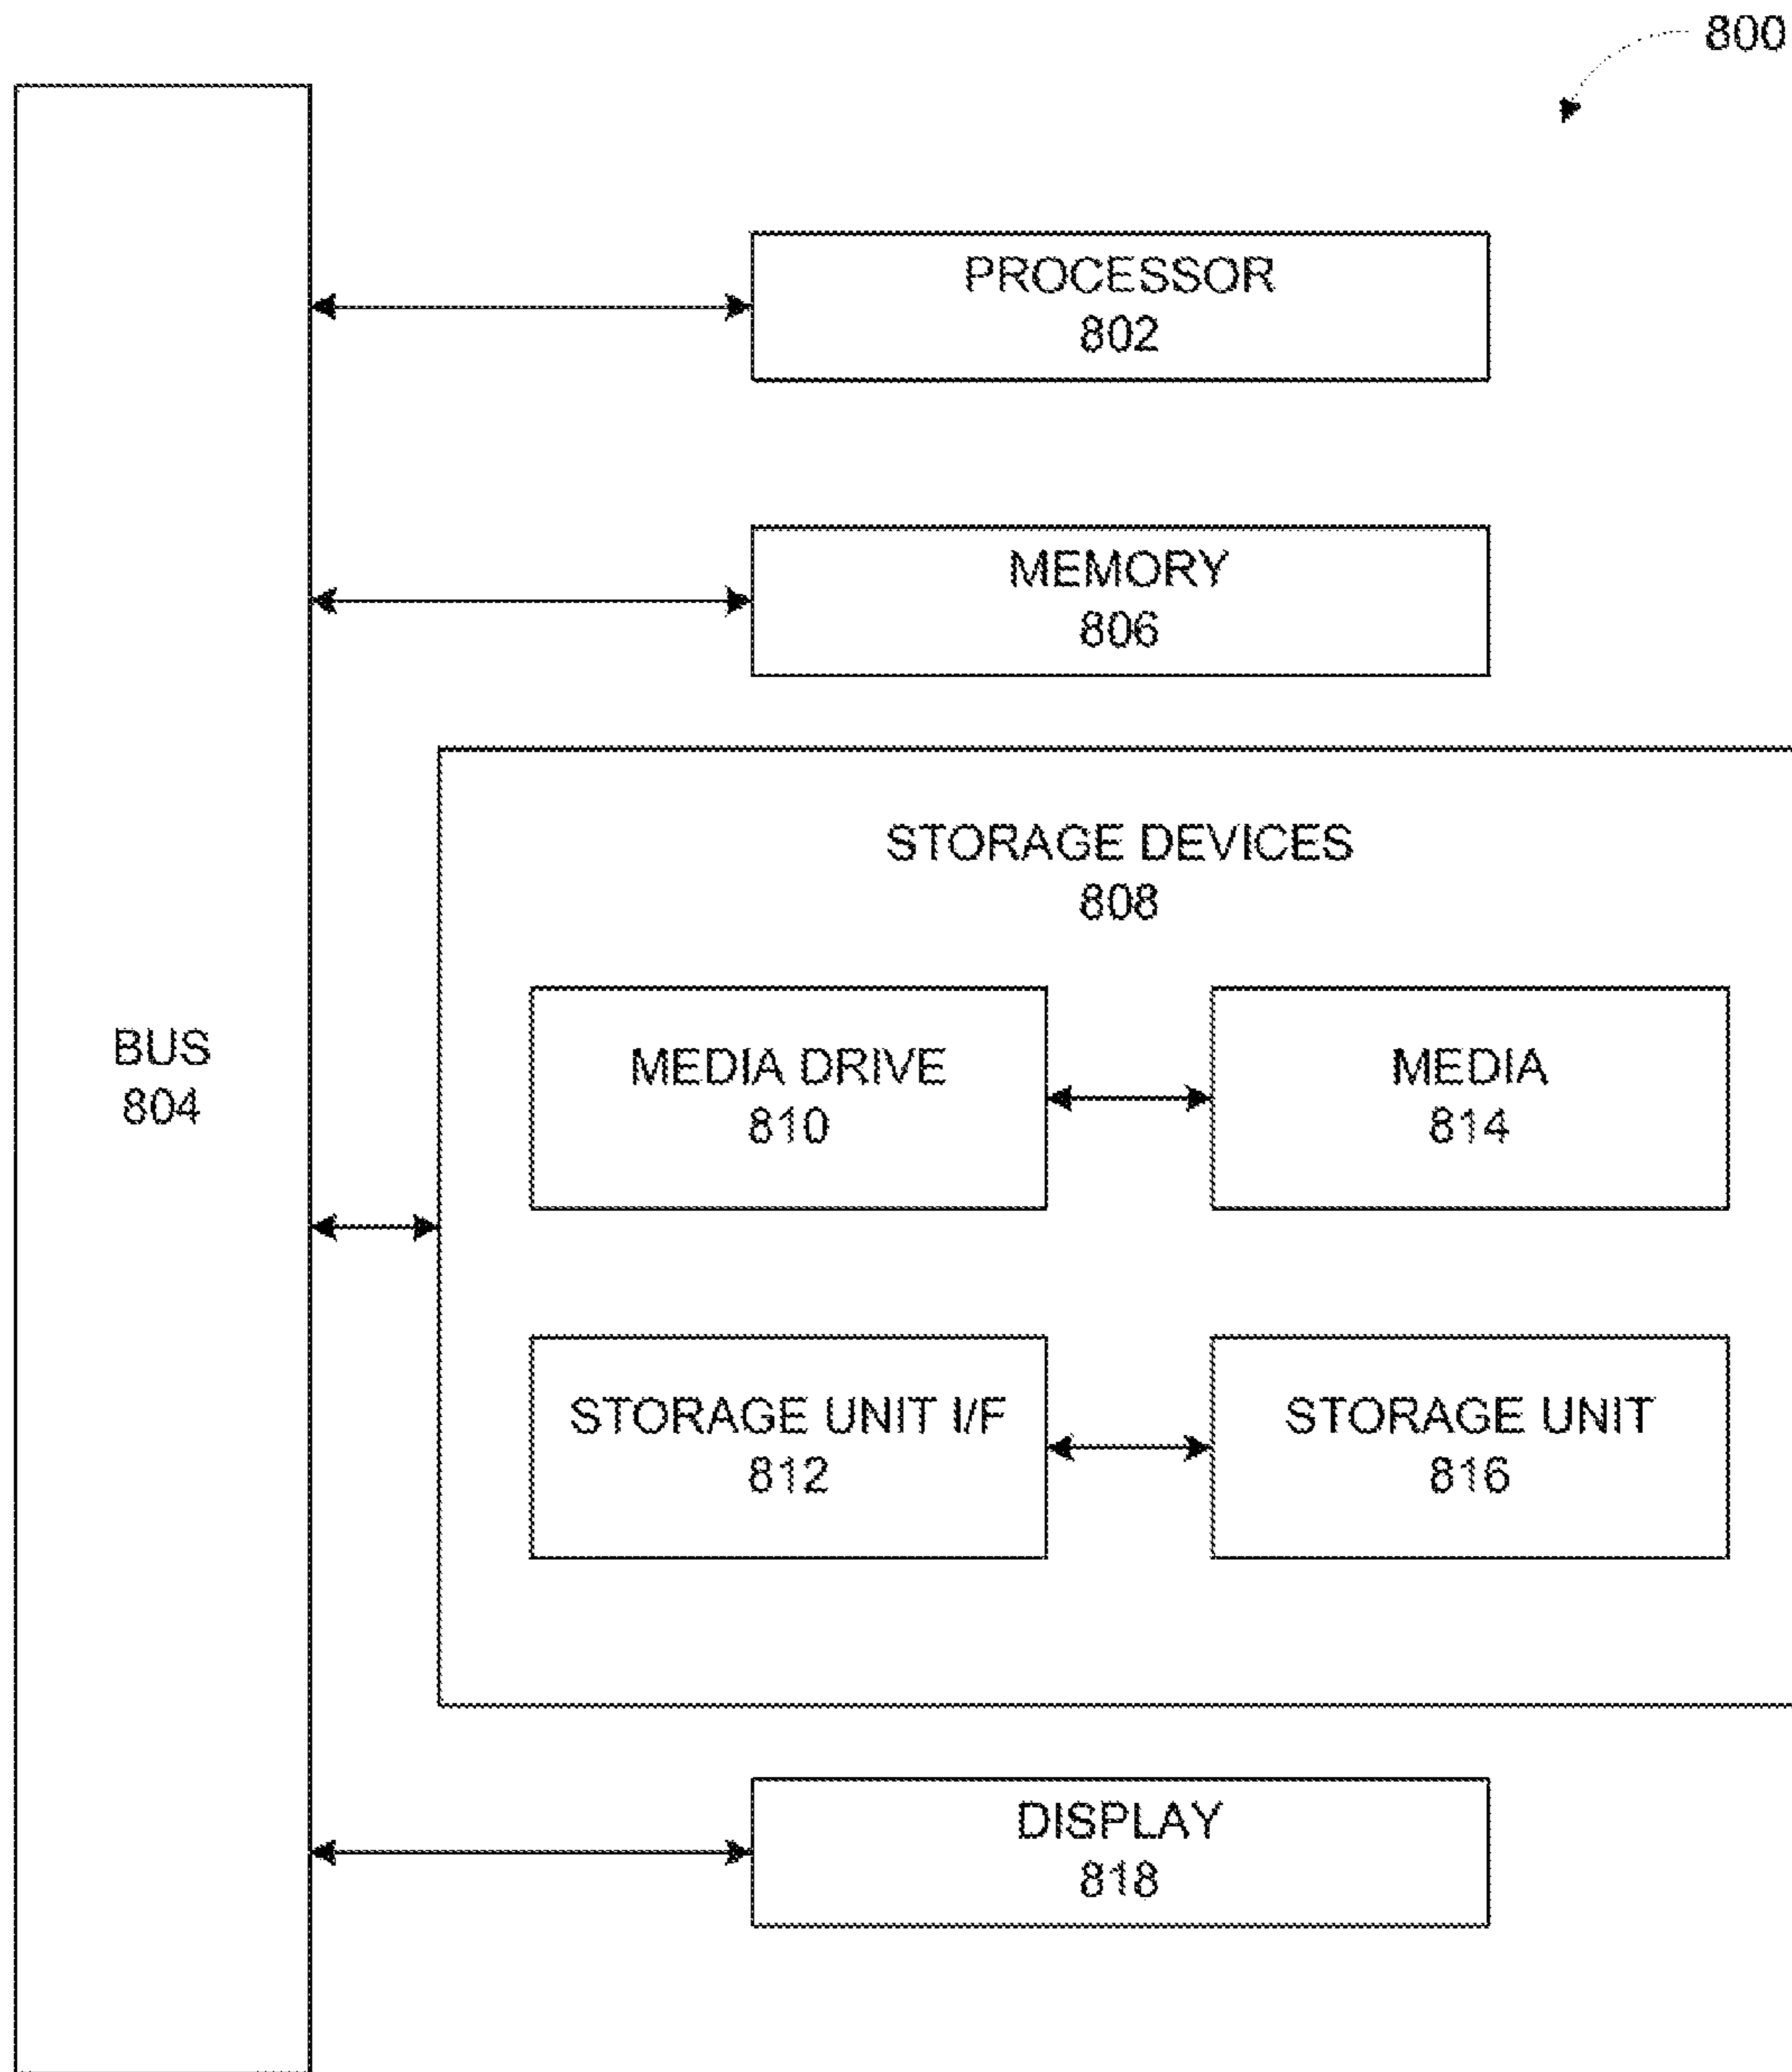 800
PROCESSOR
802
MEMORY
806
STORAGE DEVICES
808
BUS
804
MEDIA DRIVE
810
MEDIA
814
STORAGE UNIT I/F
812
STORAGE UNIT
816
DISPLAY
818